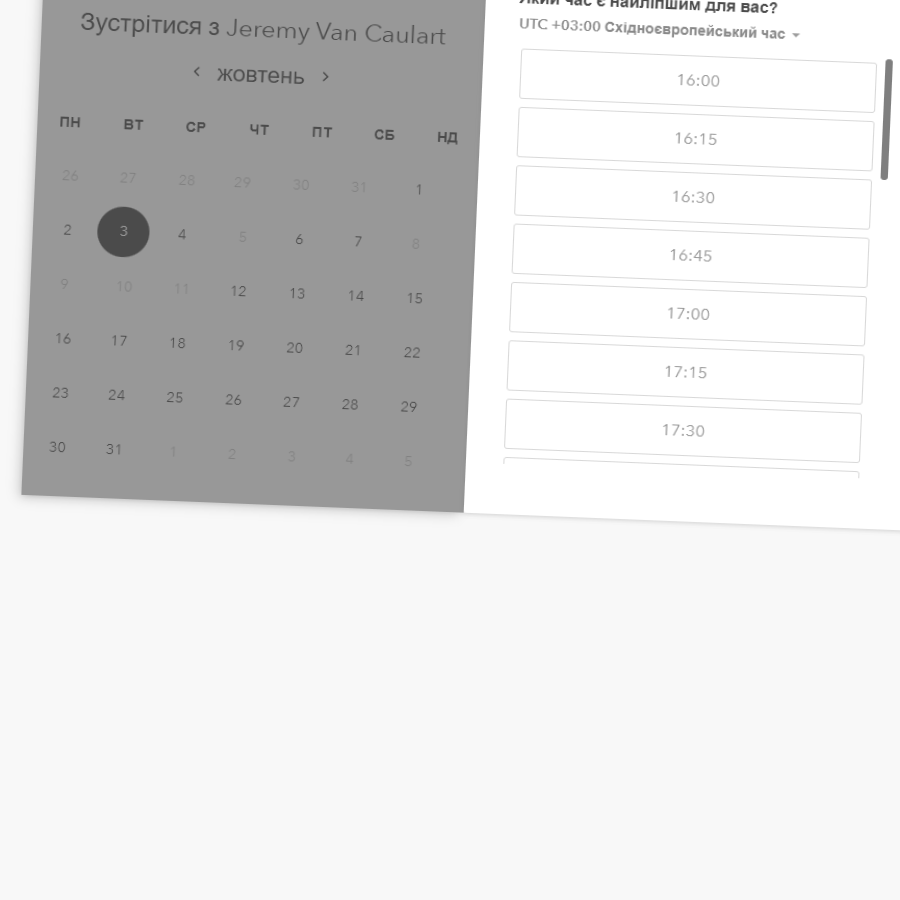 Зустрітися з Jeremy Van Caulart
жовтень
ПН ВТ СР ЧТ ПТ СБ НД
26 27 28 29 30 31 1
2 3 4 5 6 7 8
9 10 11 12 13 14 15
16 17 18 19 20 21 22
23 24 25 26 27 28 29
30 31 1 2 3 4 5
Який час є найліпшим для вас?
UTC +03:00 Східноєвропейський час
16:00
16:15
16:30
16:45
17:00
17:15
17:30